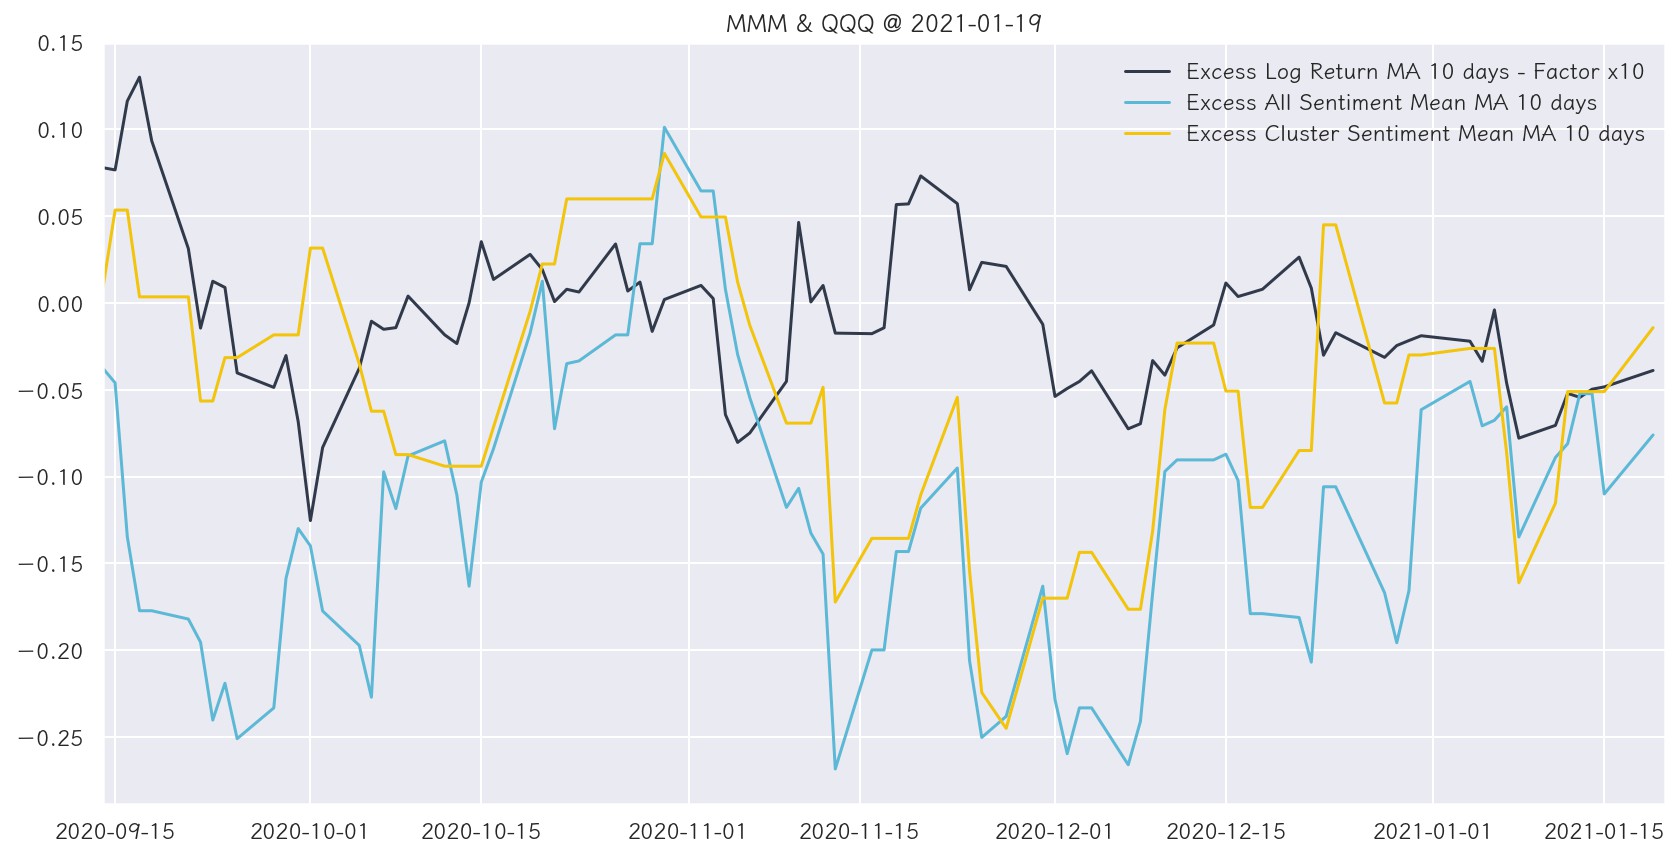 MMM & QQQ @ 2021-01-19
0.15
0.10
0.05
0.00
−0.05
−0.10
−0.15
−0.20
−0.25
Excess Log Return MA 10 days - Factor x10
Excess All Sentiment Mean MA 10 days
Excess Cluster Sentiment Mean MA 10 days
2020-09-15 2020-10-01 2020-10-15 2020-11-01 2020-11-15 2020-12-01 2020-12-15 2021-01-01 2021-01-15